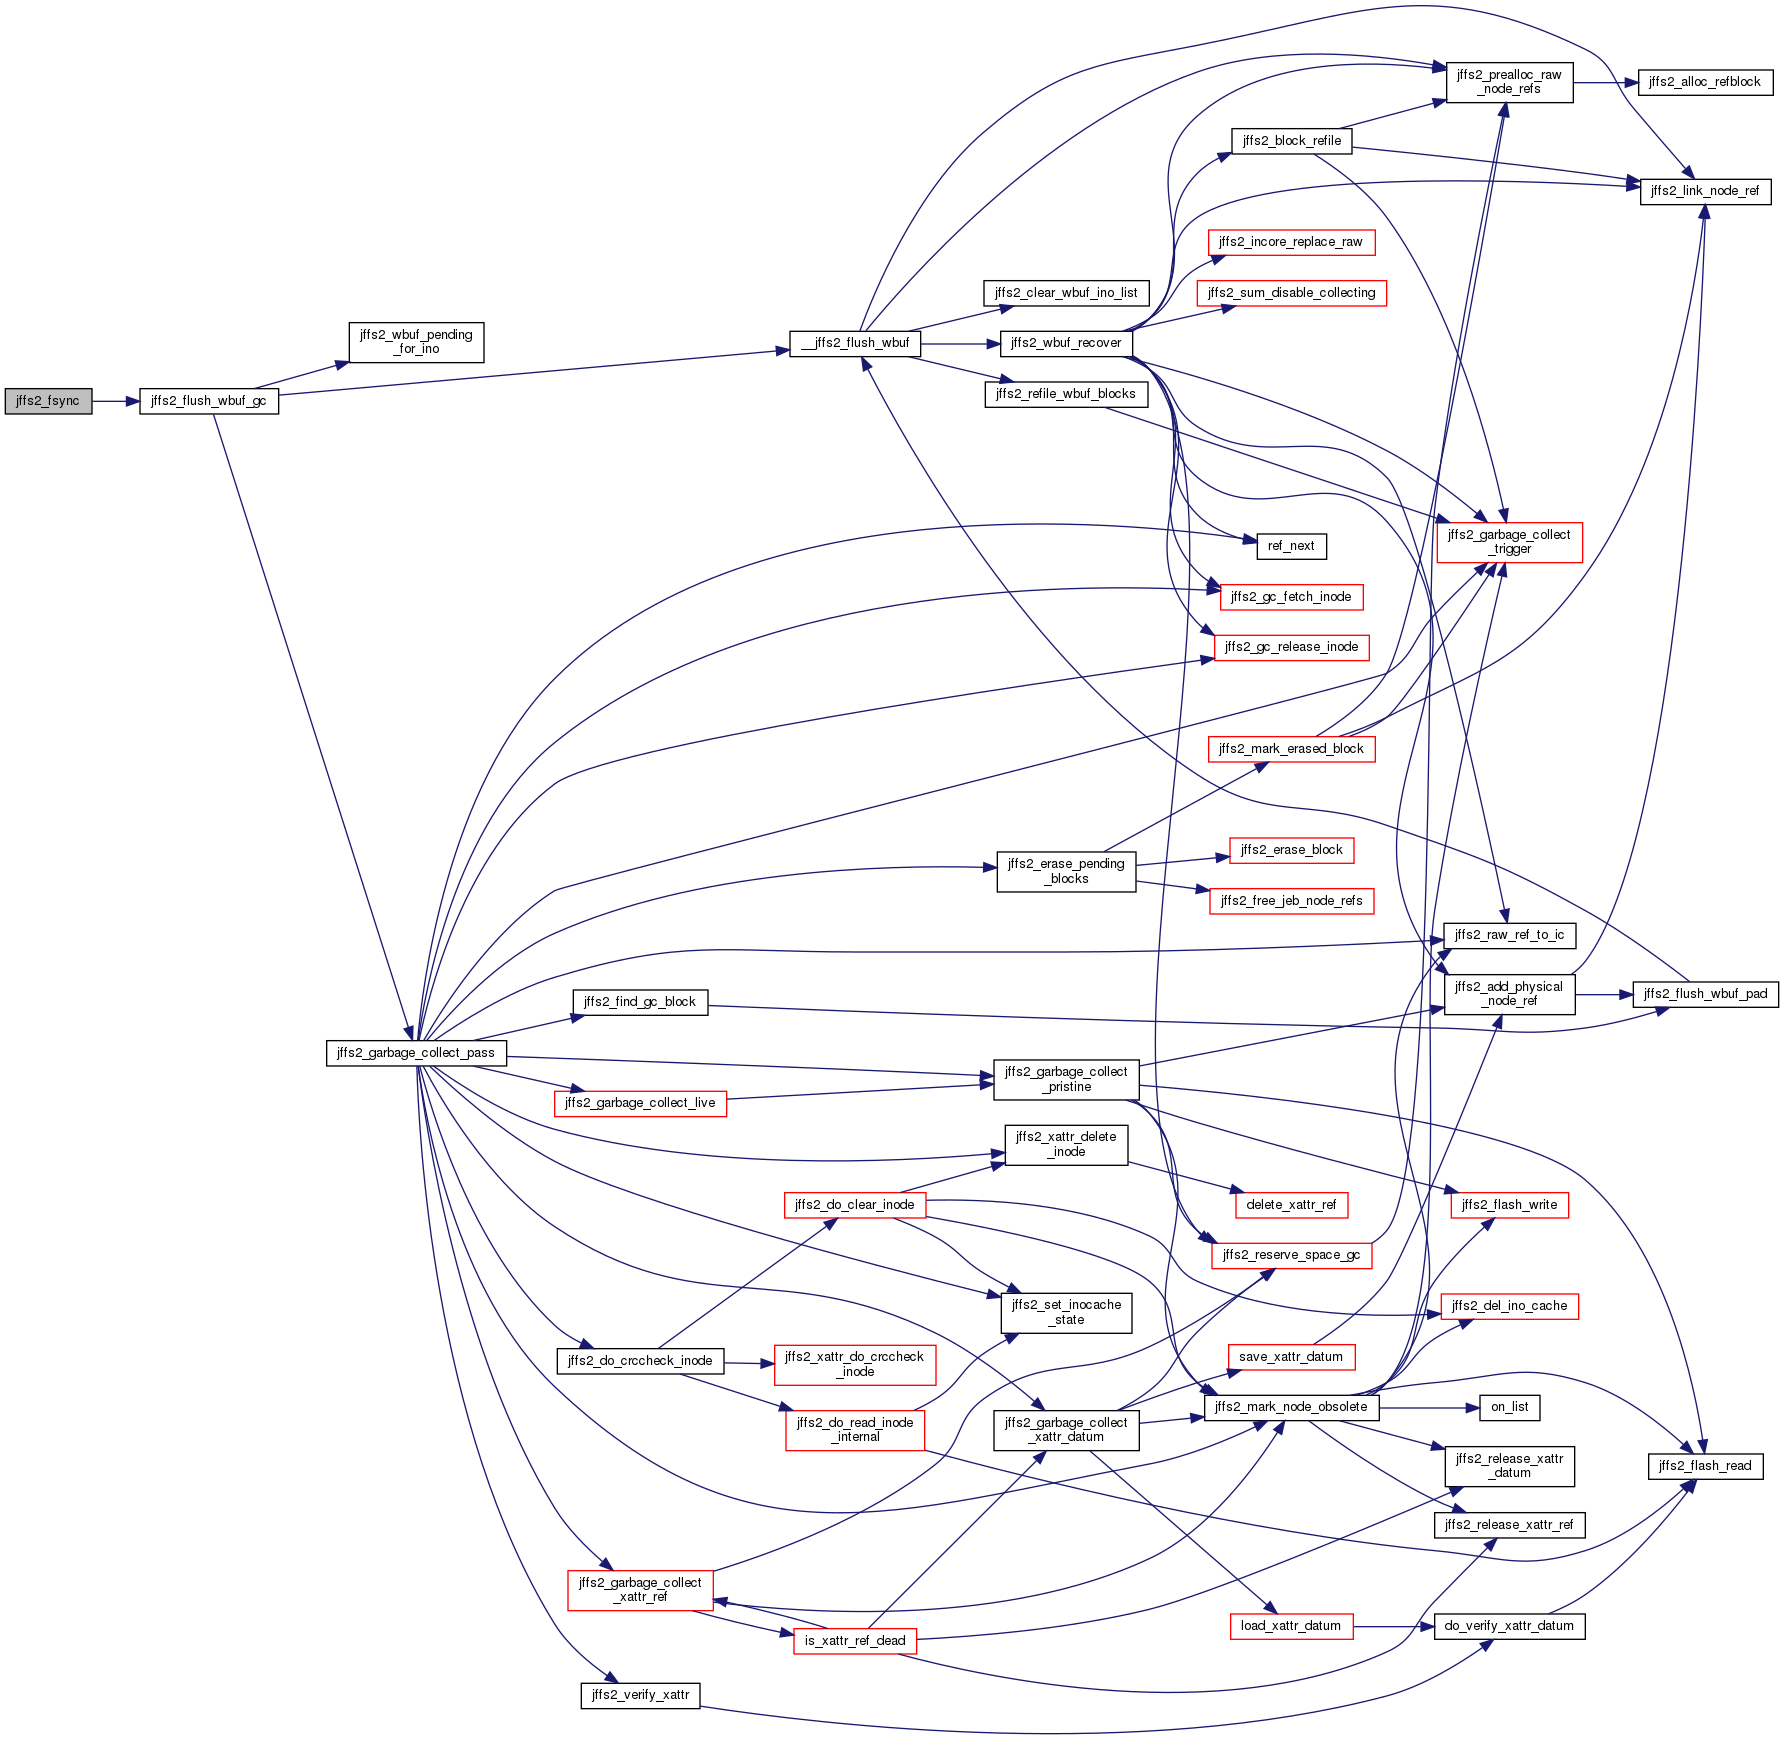 jffs2_fsync
jffs2_flush_wbuf_gc
jffs2_wbuf_pending
_for_ino
jffs2_garbage_collect_pass
jffs2_find_gc_block
jffs2_garbage_collect_live
jffs2_do_crccheck_inode
jffs2_garbage_collect
_xattr_ref
jffs2_verify_xattr
__jffs2_flush_wbuf
jffs2_do_clear_inode
jffs2_xattr_do_crccheck
_inode
jffs2_do_read_inode
_internal
is_xattr_ref_dead
jffs2_clear_wbuf_ino_list
jffs2_wbuf_recover
jffs2_refile_wbuf_blocks
jffs2_erase_pending
_blocks
jffs2_garbage_collect
_pristine
jffs2_xattr_delete
_inode
jffs2_set_inocache
_state
jffs2_garbage_collect
_xattr_datum
jffs2_block_refile
jffs2_incore_replace_raw
jffs2_sum_disable_collecting
ref_next
jffs2_gc_fetch_inode
jffs2_gc_release_inode
jffs2_mark_erased_block
jffs2_erase_block
jffs2_free_jeb_node_refs
delete_xattr_ref
jffs2_reserve_space_gc
save_xattr_datum
jffs2_mark_node_obsolete
load_xattr_datum
jffs2_prealloc_raw
_node_refs
jffs2_garbage_collect
_trigger
jffs2_raw_ref_to_ic
jffs2_add_physical
_node_ref
jffs2_flash_write
jffs2_del_ino_cache
on_list
jffs2_release_xattr
_datum
jffs2_release_xattr_ref
do_verify_xattr_datum
jffs2_alloc_refblock
jffs2_link_node_ref
jffs2_flush_wbuf_pad
jffs2_flash_read